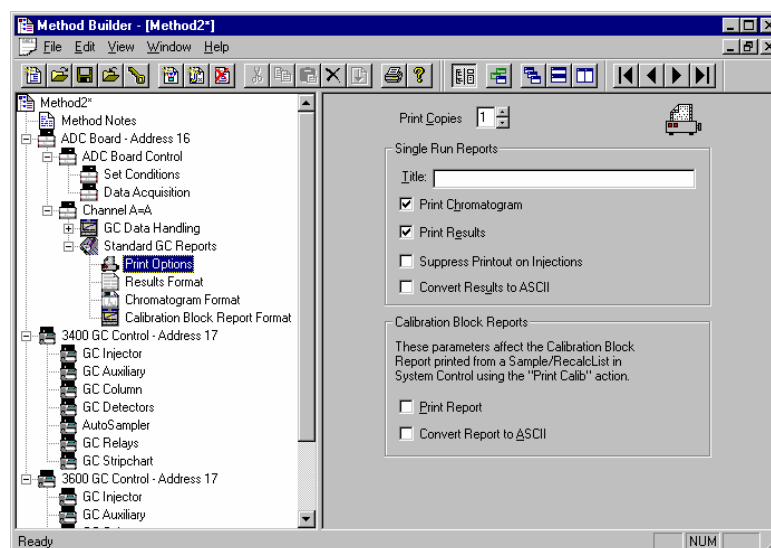 Method Builder - [Method2*]
File Edit View Window Help
Method2*
Method Notes
ADC Board - Address 16
ADC Board Control
Set Conditions
Data Acquisition
Channel A=A
GC Data Handling
Standard GC Reports
Print Options
Results Format
Chromatogram Format
Calibration Block Report Format
3400 GC Control - Address 17
GC Injector
GC Auxiliary
GC Column
GC Detectors
AutoSampler
GC Relays
GC Stripchart
3600 GC Control - Address 17
GC Injector
GC Auxiliary
Print Copies 1
Single Run Reports
Title:
Print Chromatogram
Print Results
Suppress Printout on Injections
Convert Results to ASCII
Calibration Block Reports
These parameters affect the Calibration Block
Report printed from a Sample/RecalcList in
System Control using the "Print Calib" action.
Print Report
Convert Report to ASCII
Ready
NUM